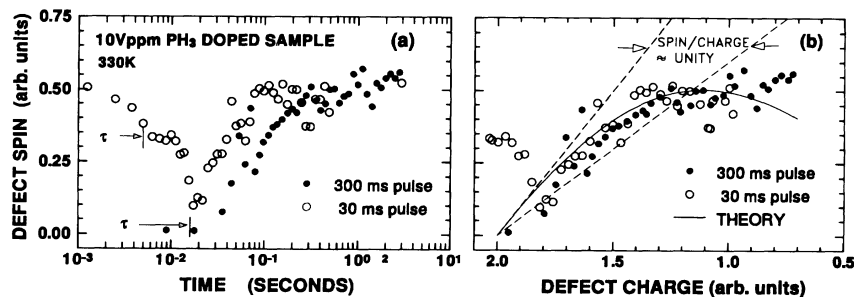 10Vppm PH₃ DOPED SAMPLE
330K
(a)
DEFECT SPIN (arb. units)
0.75
0.50
0.25
0.00
τ
τ
300 ms pulse
30 ms pulse
10⁻³ 10⁻² 10⁻¹ 10⁰ ² 10¹
TIME (SECONDS)
(b)
SPIN/CHARGE
≈ UNITY
300 ms pulse
30 ms pulse
THEORY
2.0 1.5 1.0 0.5
DEFECT CHARGE (arb. units)